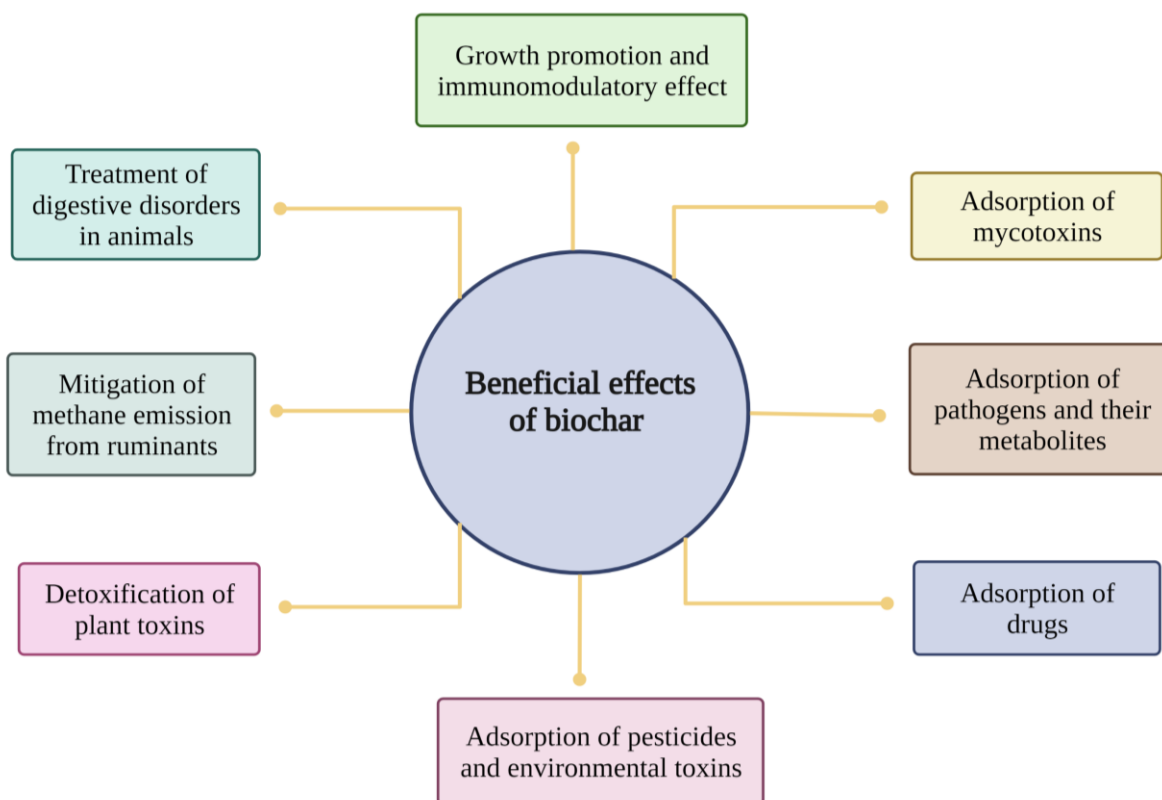 Growth promotion and
immunomodulatory effect
Treatment of
digestive disorders
in animals
Adsorption of
mycotoxins
Beneficial effects
of biochar
Mitigation of
methane emission
from ruminants
Adsorption of
pathogens and their
metabolites
Detoxification of
plant toxins
Adsorption of
drugs
Adsorption of pesticides
and environmental toxins